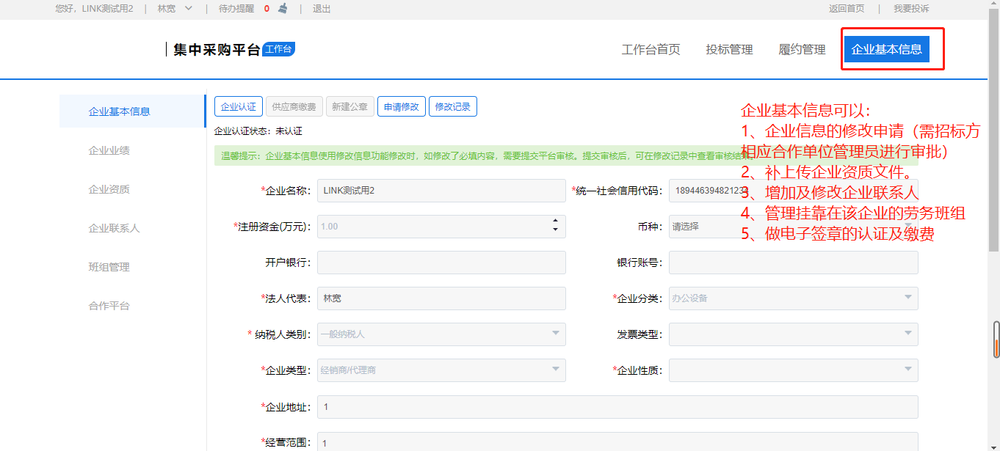 您好，LINK测试用2 | 林宽 | 待办提醒 0 | 退出 返回首页 | 我要投诉
集中采购平台 工作台 工作台首页 投标管理 履约管理 企业基本信息
企业基本信息
企业业绩
企业资质
企业联系人
班组管理
合作平台
企业认证 供应商缴费 新建公章 申请修改 修改记录
企业认证状态：未认证
温馨提示：企业基本信息使用修改信息功能修改时，如修改了必填内容，需要提交平台审核。提交审核后，可在修改记录中查看审核结果。
*企业名称： LINK测试用2 *统一社会信用代码： 189446394821234
*注册资金(万元)： 1.00 币种： 请选择
开户银行： 银行账号：
*法人代表： 林宽 *企业分类： 办公设备
* 纳税人类别： 一般纳税人 发票类型：
*企业类型： 经销商/代理商 *企业性质：
*企业地址： 1
*经营范围： 1
企业基本信息可以：
1、企业信息的修改申请（需招标方
相应合作单位管理员进行审批）
2、补上传企业资质文件。
3、增加及修改企业联系人
4、管理挂靠在该企业的劳务班组
5、做电子签章的认证及缴费